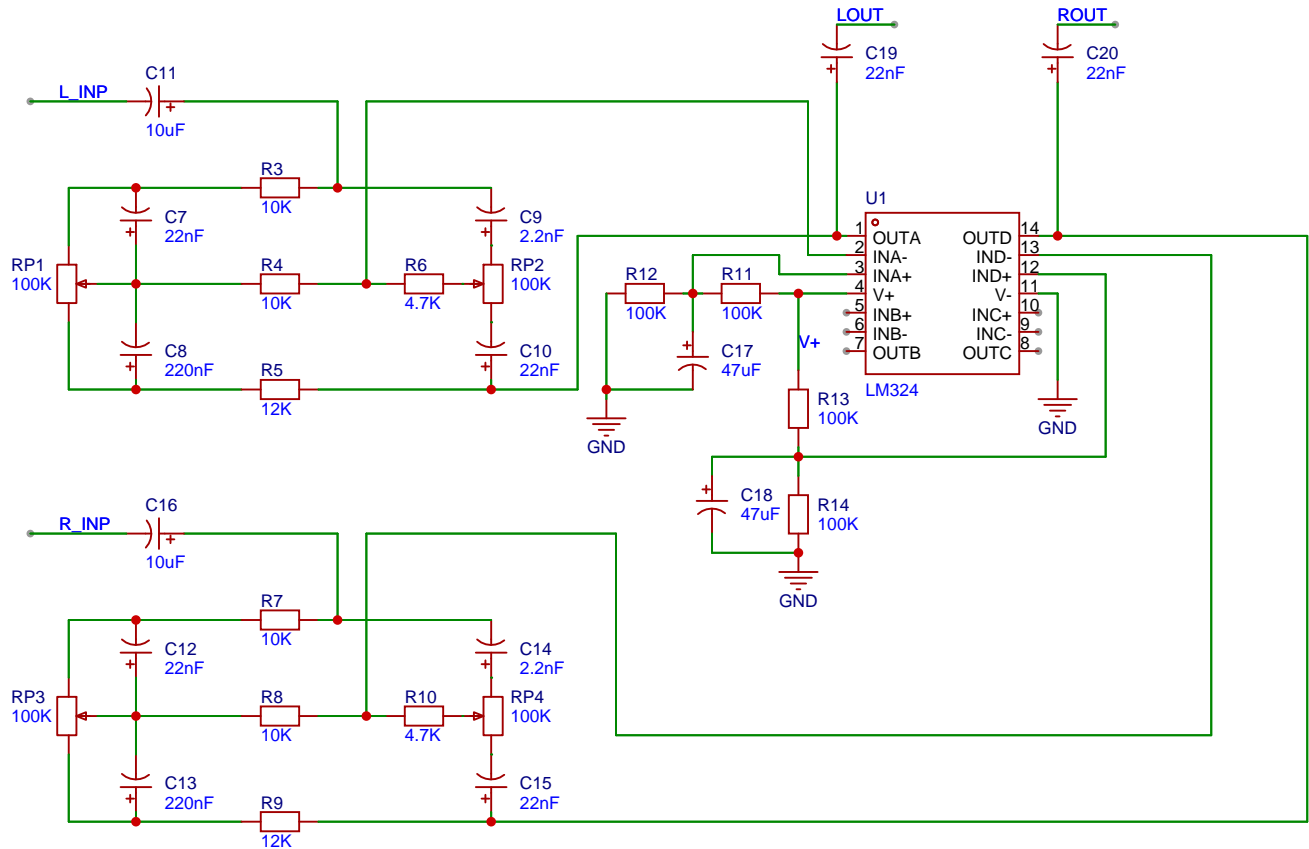 LOUT
ROUT
C19
22nF
C20
22nF
C11
L_INP
10uF
R3
10K
C7
22nF
C9
2.2nF
RP1
100K
R4
10K
R6
4.7K
RP2
100K
C8
220nF
R5
12K
C10
22nF
U1
1
OUTA
2
INA-
3
INA+
4
V+
5
INB+
6
INB-
7
OUTB
14
OUTD
13
IND-
12
IND+
11
V-
10
INC+
9
INC-
8
OUTC
LM324
R12
100K
R11
100K
V+
C17
47uF
GND
GND
R13
100K
C18
47uF
R14
100K
GND
C16
R_INP
10uF
R7
10K
C12
22nF
C14
2.2nF
RP3
100K
R8
10K
R10
4.7K
RP4
100K
C13
220nF
R9
12K
C15
22nF